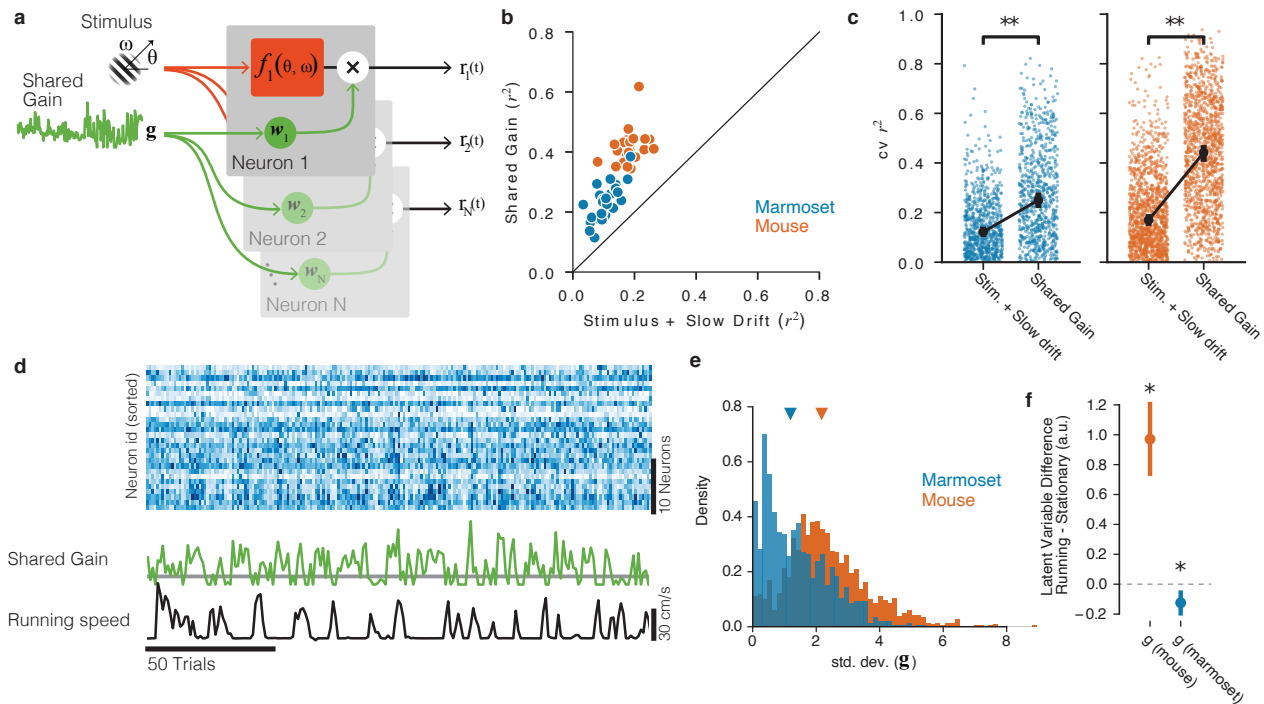 a
Stimulus
ω
θ
Shared
Gain
g
f1(θ, ω)
×
w1
Neuron 1
w2
Neuron 2
wN
Neuron N
r1(t)
r2(t)
rN(t)
b
Shared Gain (r²)
0.8
0.6
0.4
0.2
0.0
0.0 0.2 0.4 0.6 0.8
Stimulus + Slow Drift (r²)
Marmoset
Mouse
c
cv r²
1.0
0.8
0.6
0.4
0.2
0.0
**
**
Stim. + Slow drift
Shared Gain
Stim. + Slow drift
Shared Gain
d
Neuron id (sorted)
10 Neurons
Shared Gain
Running speed
30 cm/s
50 Trials
e
Density
0.8
0.6
0.4
0.2
0.0
0 2 4 6 8
std. dev. (g)
Marmoset
Mouse
f
Latent Variable Difference
Running - Stationary (a.u.)
1.2
1.0
0.8
0.6
0.4
0.2
0.0
−0.2
*
*
g (mouse)
g (marmoset)